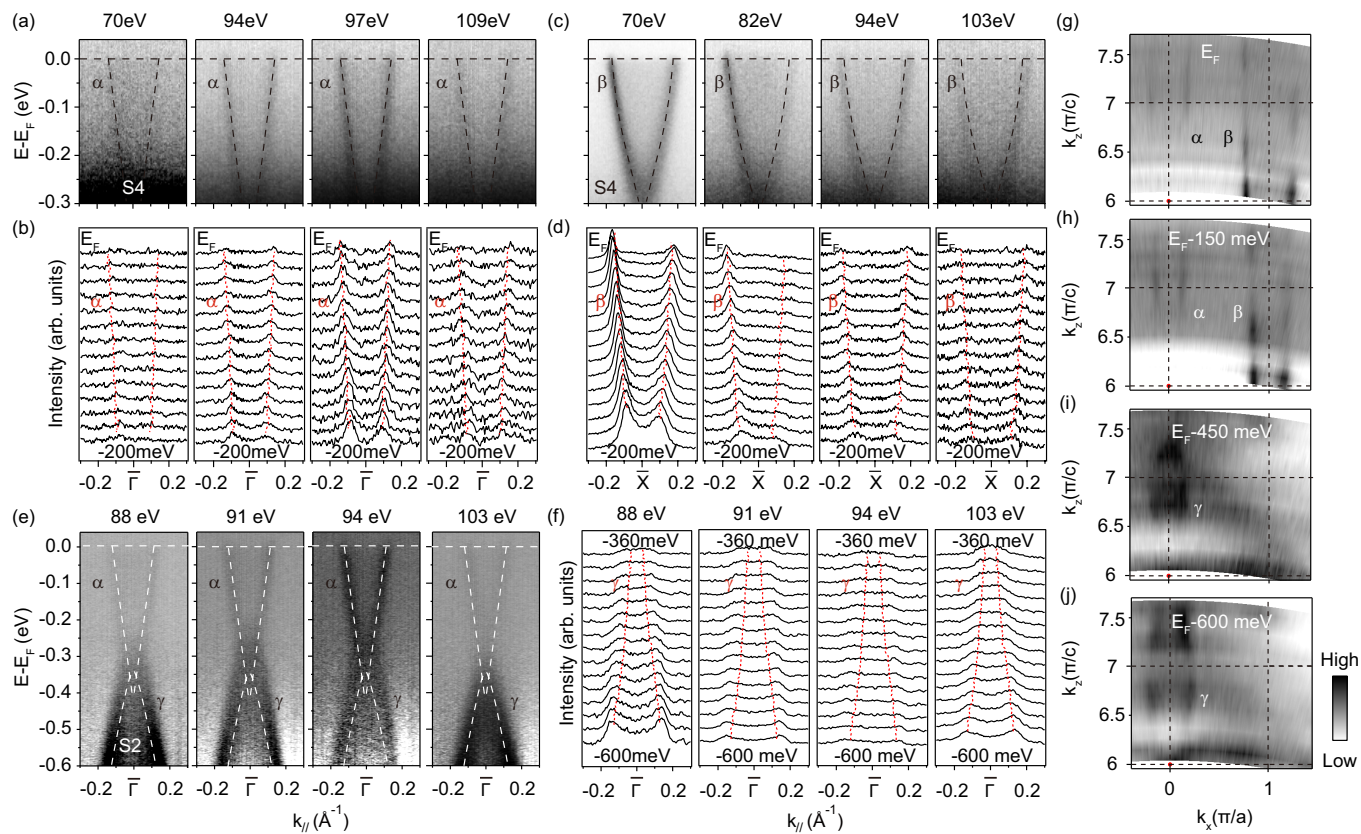 (a)
70eV 94eV 97eV 109eV
E-E_F (eV)
0.0
-0.1
-0.2
-0.3
α α α α
S4
(b)
Intensity (arb. units)
E_F E_F E_F E_F
α α α α
-200meV -200meV -200meV -200meV
-0.2 Γ̅ 0.2 -0.2 Γ̅ 0.2 -0.2 Γ̅ 0.2 -0.2 Γ̅ 0.2
(c)
70eV 82eV 94eV 103eV
β β β β
S4
(d)
E_F E_F E_F E_F
β β β β
-200meV -200meV -200meV -200meV
-0.2 X̅ 0.2 -0.2 X̅ 0.2 -0.2 X̅ 0.2 -0.2 X̅ 0.2
(e)
88 eV 91 eV 94 eV 103 eV
E-E_F (eV)
0.0
-0.1
-0.2
-0.3
-0.4
-0.5
-0.6
α α α α
γ γ γ γ
S2
-0.2 Γ̅ 0.2 -0.2 Γ̅ 0.2 -0.2 Γ̅ 0.2 -0.2 Γ̅ 0.2
k_// (Å⁻¹)
(f)
88 eV 91 eV 94 eV 103 eV
Intensity (arb. units)
-360meV -360 meV -360 meV -360meV
γ γ γ γ
-600meV -600 meV -600 meV -600 meV
-0.2 Γ̅ 0.2 -0.2 Γ̅ 0.2 -0.2 Γ̅ 0.2 -0.2 Γ̅ 0.2
k_// (Å⁻¹)
(g)
k_z(π/c)
7.5
7
6.5
6
E_F
α β
(h)
k_z(π/c)
7.5
7
6.5
6
E_F-150 meV
α β
(i)
k_z(π/c)
7.5
7
6.5
6
E_F-450 meV
γ
(j)
k_z(π/c)
7.5
7
6.5
6
E_F-600 meV
γ
0 1
k_x(π/a)
High
Low